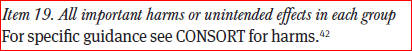 Item 19. All important harms or unintended effects in each group
For specific guidance see CONSORT for harms.⁴²